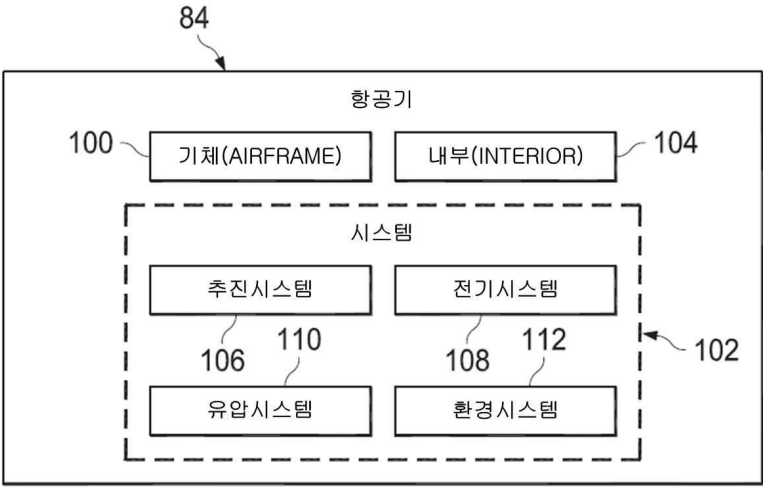 84
항공기
100 기체(AIRFRAME) 내부(INTERIOR) 104
시스템
추진시스템 전기시스템
106 110 108 112 102
유압시스템 환경시스템